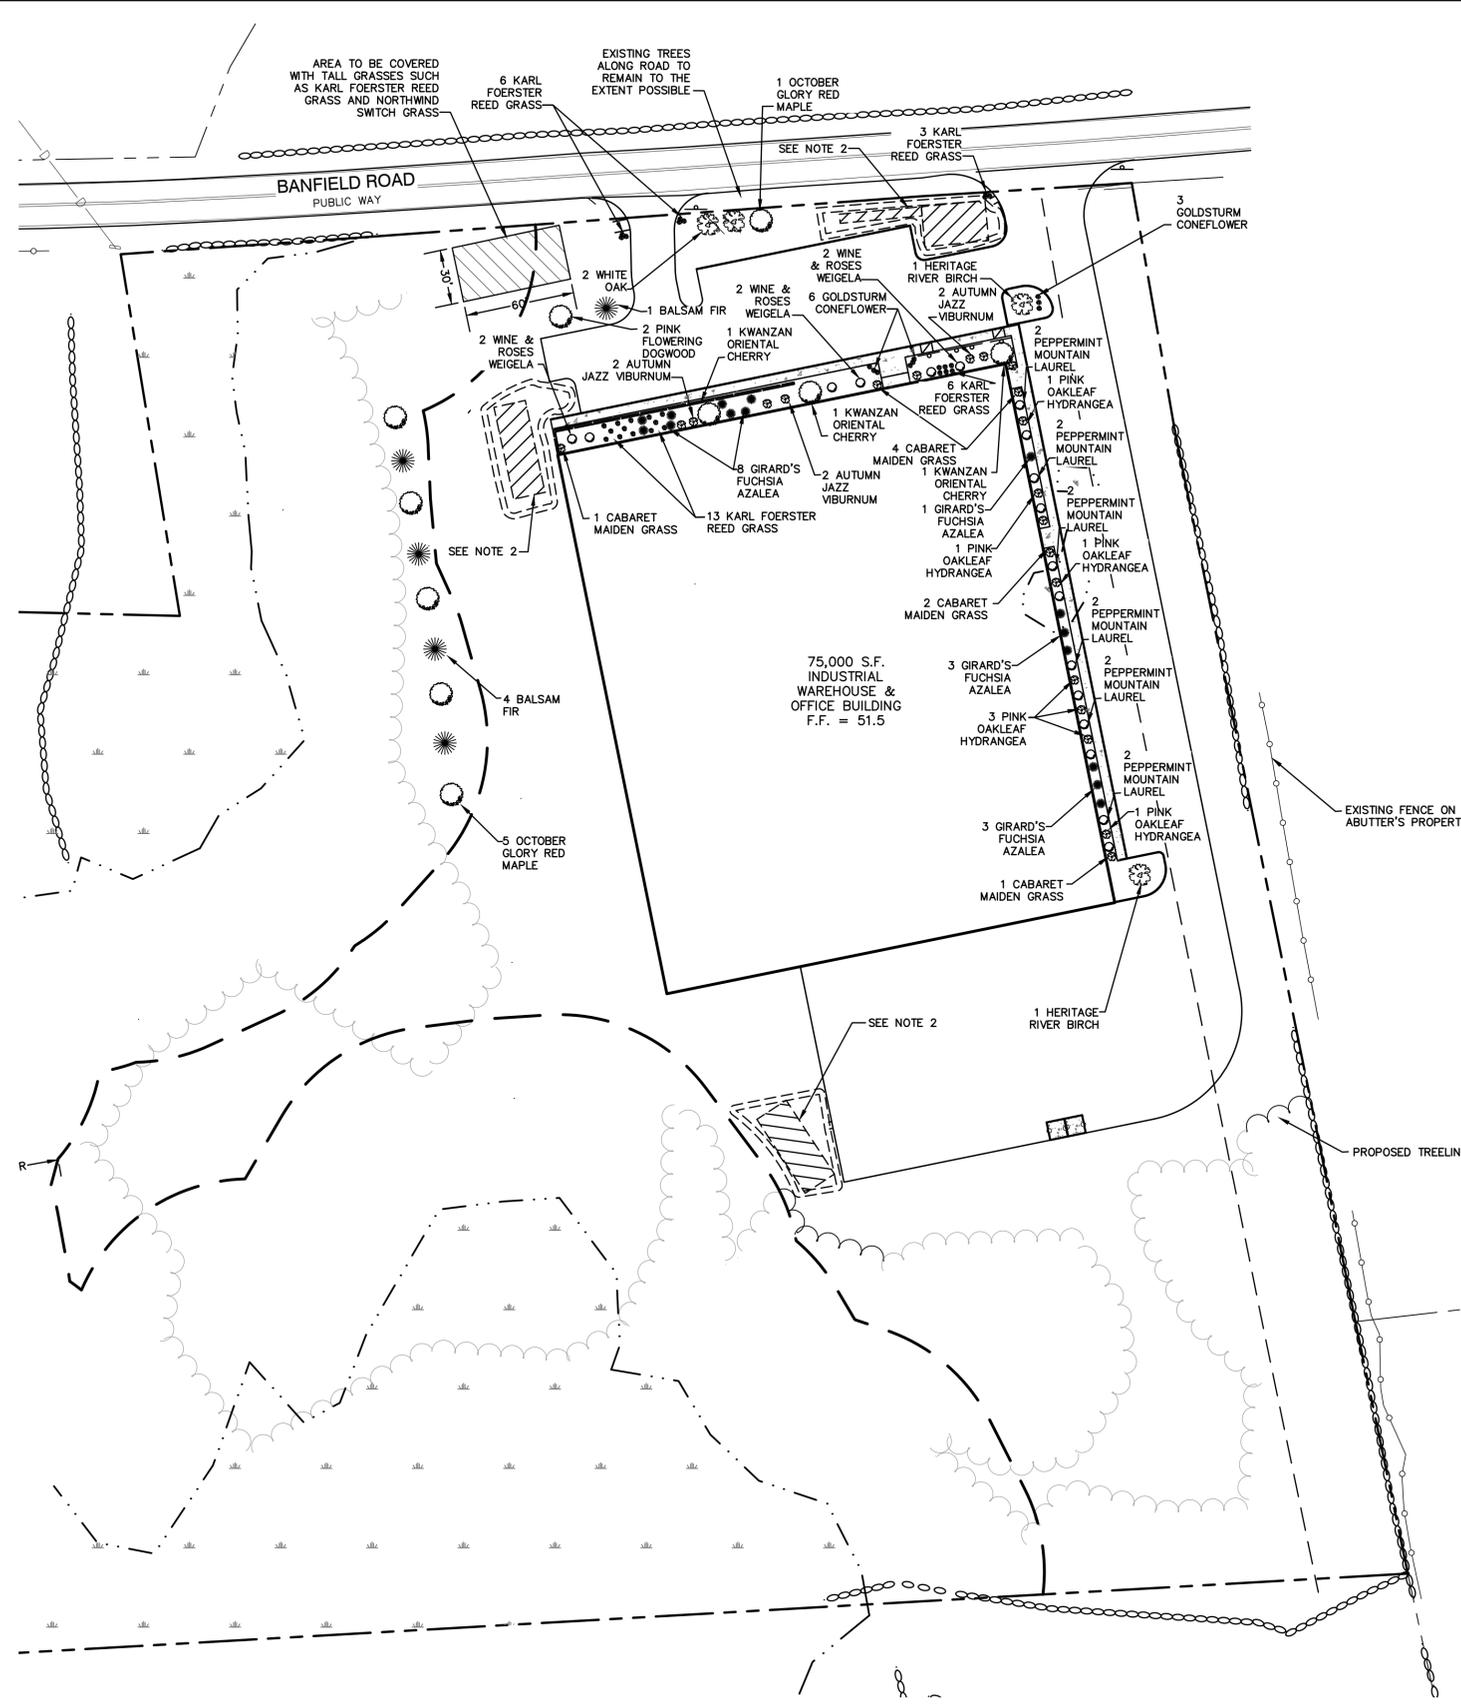 AREA TO BE COVERED
WITH TALL GRASSES SUCH
AS KARL FOERSTER REED
GRASS AND NORTHWIND
SWITCH GRASS
6 KARL
FOERSTER
REED GRASS
EXISTING TREES
ALONG ROAD TO
REMAIN TO THE
EXTENT POSSIBLE
1 OCTOBER
GLORY RED
MAPLE
SEE NOTE 2
3 KARL
FOERSTER
REED GRASS
BANFIELD ROAD
PUBLIC WAY
3
GOLDSTURM
CONEFLOWER
30'
60'
2 WHITE
OAK
1 BALSAM FIR
2 PINK
FLOWERING
DOGWOOD
2 WINE &
ROSES
WEIGELA
2 AUTUMN
JAZZ VIBURNUM
1 KWANZAN
ORIENTAL
CHERRY
2 WINE &
ROSES
WEIGELA
2 WINE
& ROSES
WEIGELA
6 GOLDSTURM
CONEFLOWER
1 HERITAGE
RIVER BIRCH
2 AUTUMN
JAZZ
VIBURNUM
2
PEPPERMINT
MOUNTAIN
LAUREL
1 PINK
OAKLEAF
HYDRANGEA
6 KARL
FOERSTER
REED GRASS
1 KWANZAN
ORIENTAL
CHERRY
4 CABARET
MAIDEN GRASS
2
PEPPERMINT
MOUNTAIN
LAUREL
8 GIRARD'S
FUCHSIA
AZALEA
2 AUTUMN
JAZZ
VIBURNUM
1 KWANZAN
ORIENTAL
CHERRY
1 CABARET
MAIDEN GRASS
13 KARL FOERSTER
REED GRASS
1 GIRARD'S
FUCHSIA
AZALEA
2
PEPPERMINT
MOUNTAIN
LAUREL
SEE NOTE 2
1 PINK
OAKLEAF
HYDRANGEA
1 PINK
OAKLEAF
HYDRANGEA
2 CABARET
MAIDEN GRASS
2
PEPPERMINT
MOUNTAIN
LAUREL
75,000 S.F.
INDUSTRIAL
WAREHOUSE &
OFFICE BUILDING
F.F. = 51.5
3 GIRARD'S
FUCHSIA
AZALEA
2
PEPPERMINT
MOUNTAIN
LAUREL
4 BALSAM
FIR
3 PINK
OAKLEAF
HYDRANGEA
2
PEPPERMINT
MOUNTAIN
LAUREL
5 OCTOBER
GLORY RED
MAPLE
3 GIRARD'S
FUCHSIA
AZALEA
1 PINK
OAKLEAF
HYDRANGEA
EXISTING FENCE ON
ABUTTER'S PROPERT
1 CABARET
MAIDEN GRASS
1 HERITAGE
RIVER BIRCH
SEE NOTE 2
R
PROPOSED TREELIN